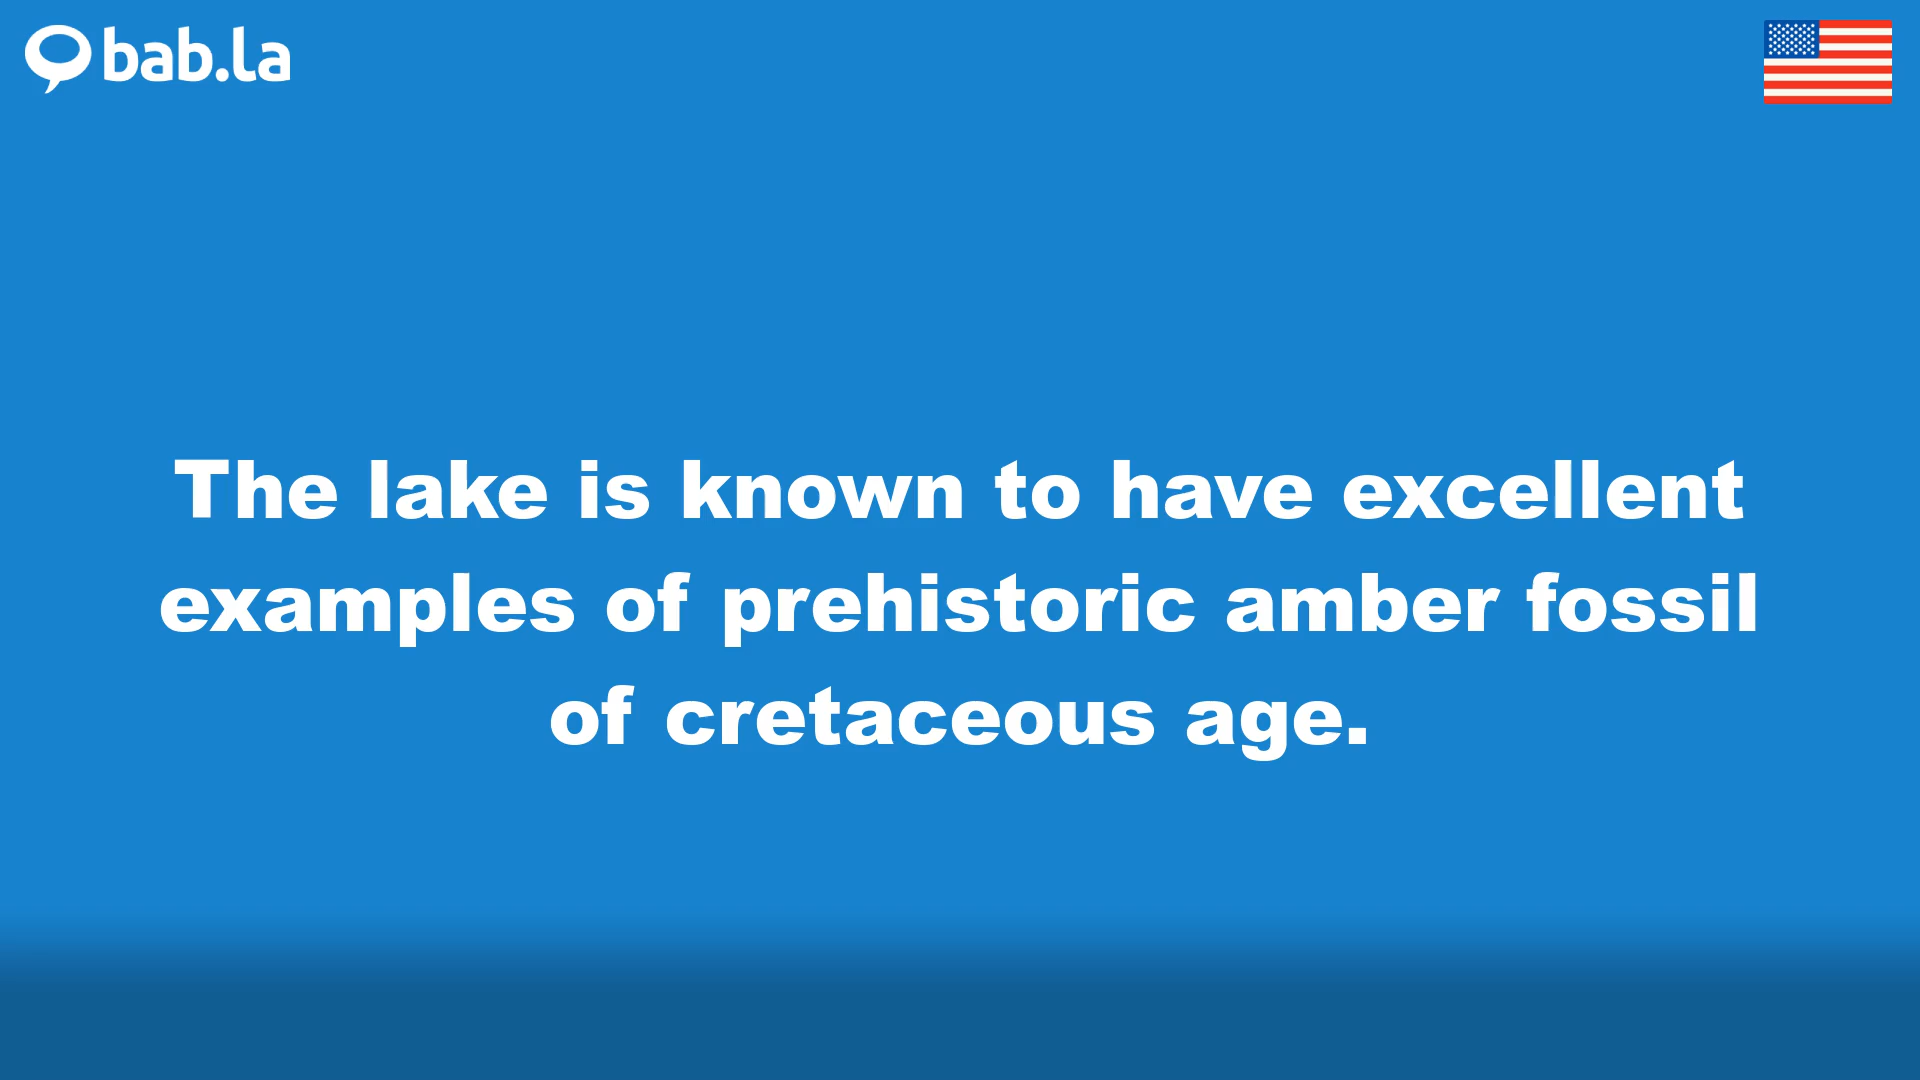 bab.la
The lake is known to have excellent
examples of prehistoric amber fossil
of cretaceous age.